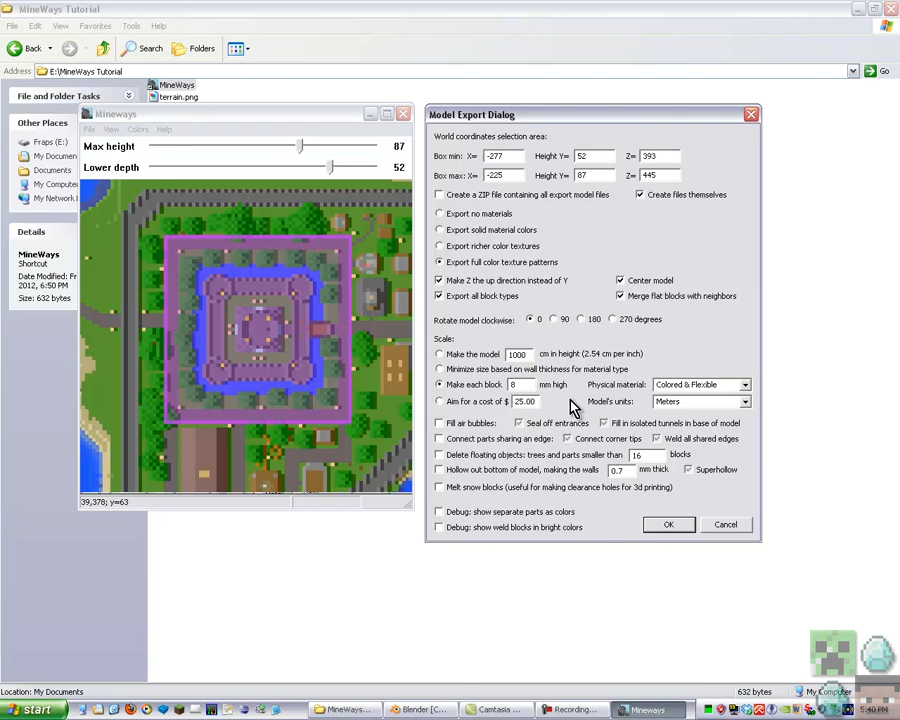 MineWays Tutorial
File Edit View Favorites Tools Help
Back Search Folders
Address E:\MineWays Tutorial Go
File and Folder Tasks
Other Places
Fraps (E:)
My Documen
Documents
My Compute
My Network
Details
MineWays
Shortcut
Date Modified: Fr
2012, 6:50 PM
Size: 632 bytes
MineWays
terrain.png
Mineways
File View Colors Help
Max height 87
Lower depth 52
39,378; y=63
Model Export Dialog
World coordinates selection area:
Box min: X= -277 Height Y= 52 Z= 393
Box max: X= -225 Height Y= 87 Z= 445
Create a ZIP file containing all export model files Create files themselves
Export no materials
Export solid material colors
Export richer color textures
Export full color texture patterns
Make Z the up direction instead of Y Center model
Export all block types Merge flat blocks with neighbors
Rotate model clockwise: 0 90 180 270 degrees
Scale:
Make the model 1000 cm in height (2.54 cm per inch)
Minimize size based on wall thickness for material type
Make each block 8 mm high Physical material: Colored & Flexible
Aim for a cost of $ 25.00 Model's units: Meters
Fill air bubbles: Seal off entrances Fill in isolated tunnels in base of model
Connect parts sharing an edge: Connect corner tips Weld all shared edges
Delete floating objects: trees and parts smaller than 16 blocks
Hollow out bottom of model, making the walls 0.7 mm thick Superhollow
Melt snow blocks (useful for making clearance holes for 3d printing)
Debug: show separate parts as colors
Debug: show weld blocks in bright colors
OK Cancel
Location: My Documents 632 bytes My Computer
start MineWays... Blender [C... Camtasia ... Recording... Mineways 5:40 PM